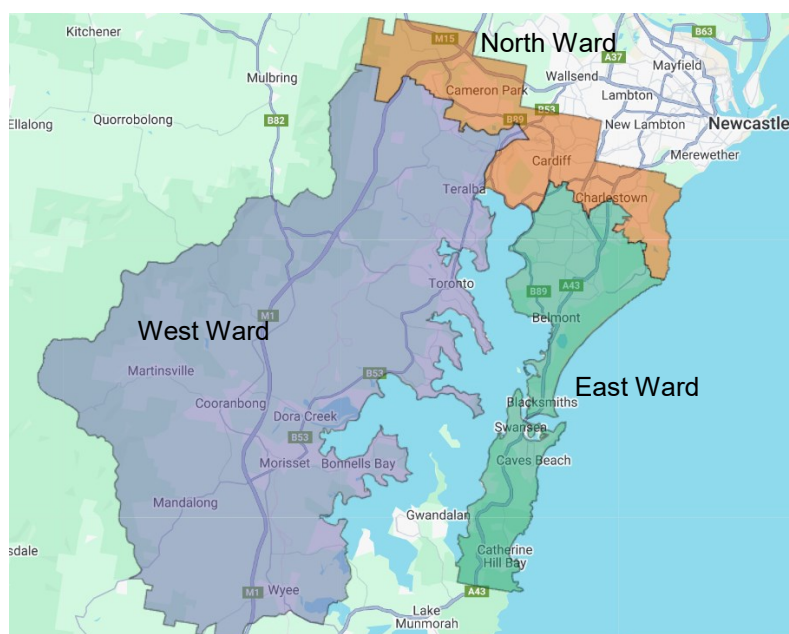 Kitchener
M15
North Ward
B63
A37
Mayfield
Mulbring
Wallsend
Cameron Park
Lambton
B53
Ellalong
Quorrobolong
B82
B89
New Lambton
Newcastle
Cardiff
Merewether
Teralba
Charlestown
Toronto
B89
A43
M1
Belmont
West Ward
Martinsville
B53
East Ward
Cooranbong
Blacksmiths
Dora Creek
Swansea
B53
Morisset
Bonnells Bay
Caves Beach
Mandalong
Gwandalan
sdale
Catherine
Hill Bay
M1
Wyee
A43
Lake
Munmorah